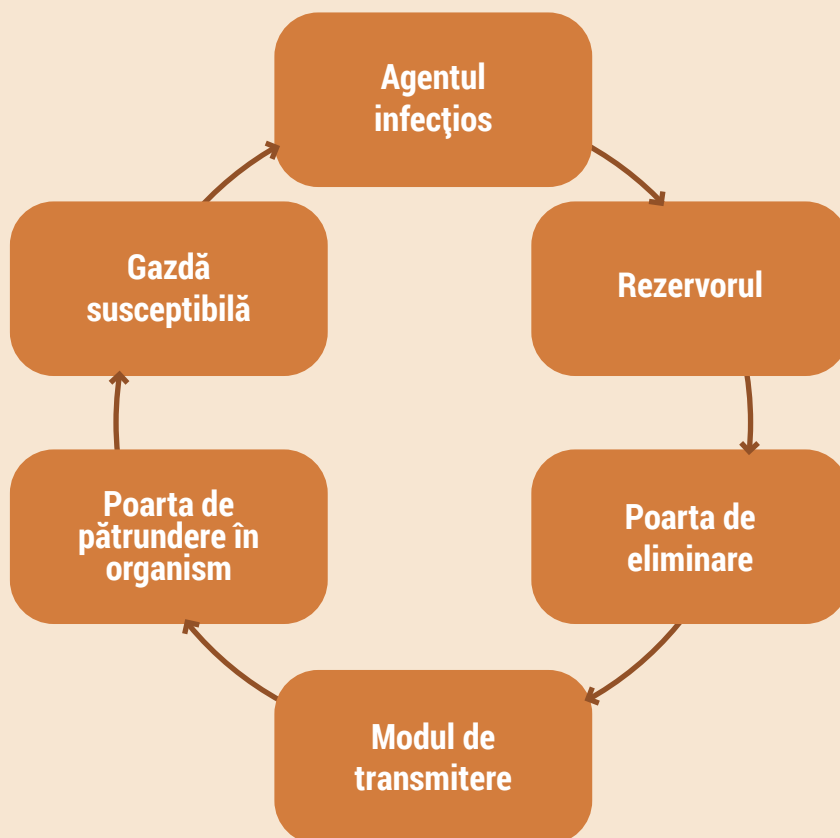 Agentul
infecţios
Rezervorul
Poarta de
eliminare
Modul de
transmitere
Poarta de
pătrundere în
organism
Gazdă
susceptibilă